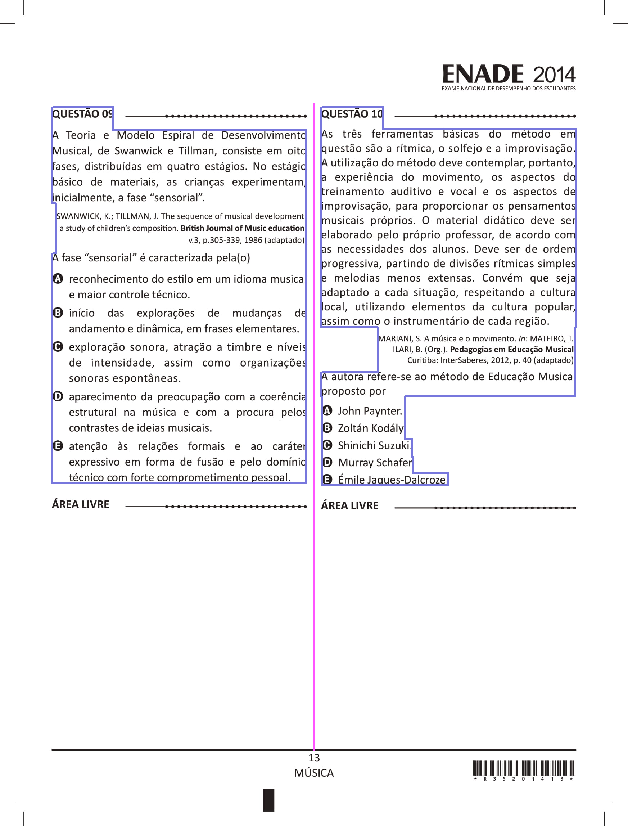 ENADE 2014
EXAME NACIONAL DE DESEMPENHO DOS ESTUDANTES
QUESTÃO 09
A Teoria e Modelo Espiral de Desenvolvimento
Musical, de Swanwick e Tillman, consiste em oito
fases, distribuídas em quatro estágios. No estágio
básico de materiais, as crianças experimentam,
inicialmente, a fase “sensorial”.
SWANWICK, K.; TILLMAN, J. The sequence of musical development
a study of children’s composition. British Journal of Music education
v.3, p.305-339, 1986 (adaptado)
A fase “sensorial” é caracterizada pela(o)
A reconhecimento do estilo em um idioma musical
e maior controle técnico.
B início das explorações de mudanças de
andamento e dinâmica, em frases elementares.
C exploração sonora, atração a timbre e níveis
de intensidade, assim como organizações
sonoras espontâneas.
D aparecimento da preocupação com a coerência
estrutural na música e com a procura pelos
contrastes de ideias musicais.
E atenção às relações formais e ao caráter
expressivo em forma de fusão e pelo domínio
técnico com forte comprometimento pessoal.
ÁREA LIVRE
QUESTÃO 10
As três ferramentas básicas do método em
questão são a rítmica, o solfejo e a improvisação.
A utilização do método deve contemplar, portanto,
a experiência do movimento, os aspectos do
treinamento auditivo e vocal e os aspectos de
improvisação, para proporcionar os pensamentos
musicais próprios. O material didático deve ser
elaborado pelo próprio professor, de acordo com
as necessidades dos alunos. Deve ser de ordem
progressiva, partindo de divisões rítmicas simples
e melodias menos extensas. Convém que seja
adaptado a cada situação, respeitando a cultura
local, utilizando elementos da cultura popular,
assim como o instrumentário de cada região.
MARIANI, S. A música e o movimento. In: MATEIRO, T.
ILARI, B. (Org.). Pedagogias em Educação Musical
Curitiba: InterSaberes, 2012, p. 40 (adaptado)
A autora refere-se ao método de Educação Musical
proposto por
A John Paynter.
B Zoltán Kodály
C Shinichi Suzuki.
D Murray Schafer
E Émile Jaques-Dalcroze
ÁREA LIVRE
13
MÚSICA